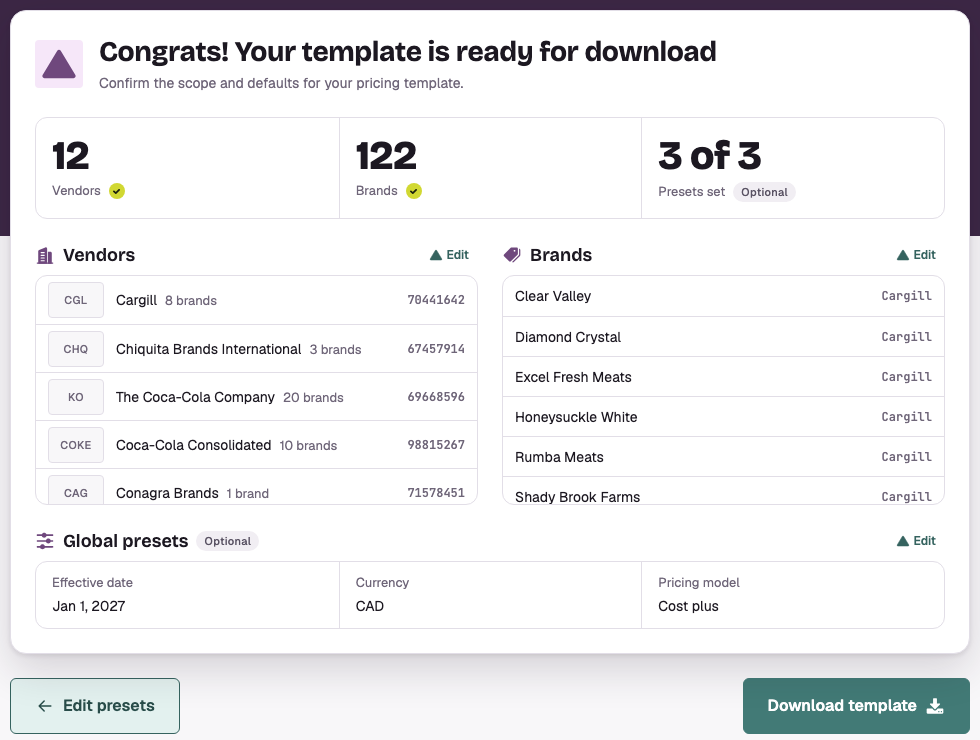 Congrats! Your template is ready for download
Confirm the scope and defaults for your pricing template.
12
Vendors
122
Brands
3 of 3
Presets set Optional
Vendors
Edit
CGL Cargill 8 brands 70441642
CHQ Chiquita Brands International 3 brands 67457914
KO The Coca-Cola Company 20 brands 69668596
COKE Coca-Cola Consolidated 10 brands 98815267
CAG Conagra Brands 1 brand 71578451
Brands
Edit
Clear Valley Cargill
Diamond Crystal Cargill
Excel Fresh Meats Cargill
Honeysuckle White Cargill
Rumba Meats Cargill
Shady Brook Farms Cargill
Global presets Optional
Edit
Effective date
Jan 1, 2027
Currency
CAD
Pricing model
Cost plus
Edit presets
Download template